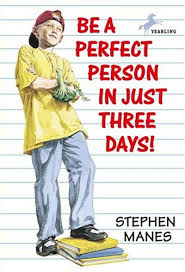 YEARLING
BE A
PERFECT
PERSON
IN JUST
THREE
DAYS!
STEPHEN
MANES